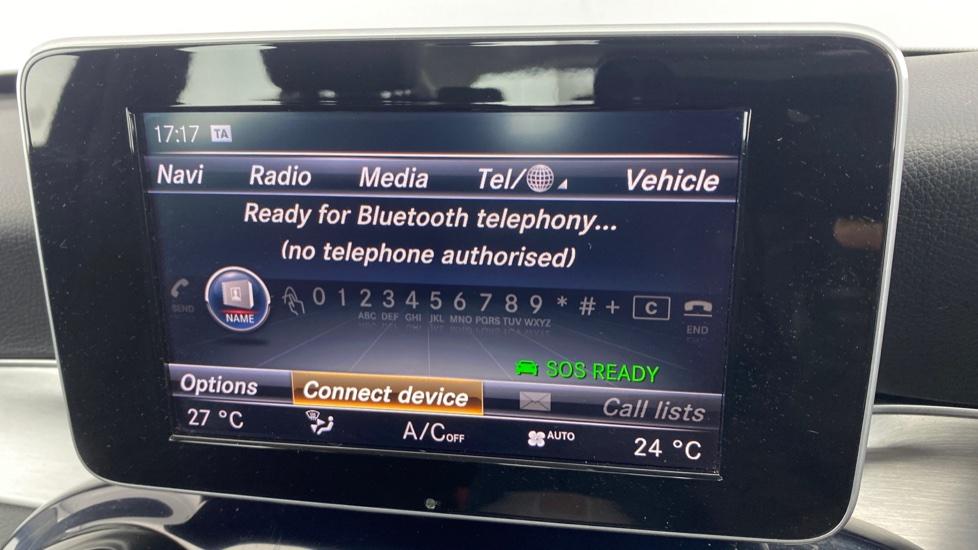 17:17 TA
Navi Radio Media Tel/ Vehicle
Ready for Bluetooth telephony...
(no telephone authorised)
SEND NAME 0 1 2 3 4 5 6 7 8 9 * # + C END
ABC DEF GHI JKL MNO PQRS TUV WXYZ
SOS READY
Options Connect device Call lists
27 °C A/C OFF AUTO 24 °C